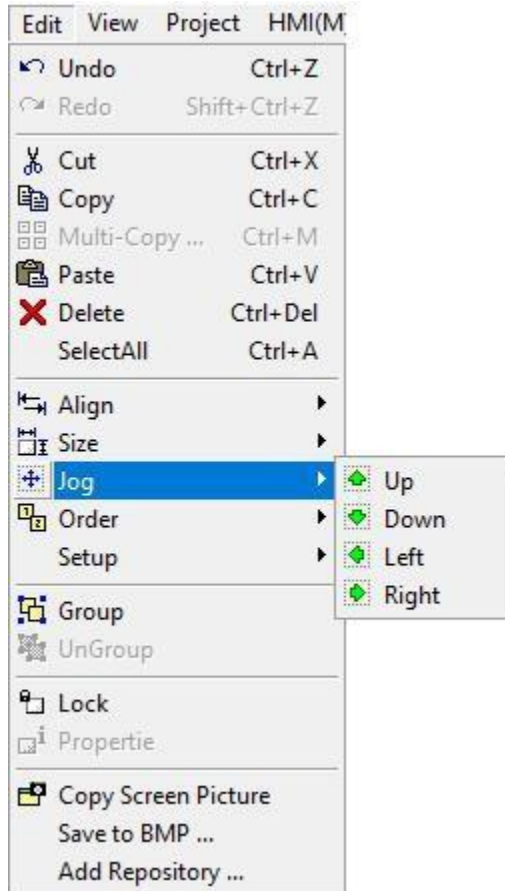 Edit View Project HMI(M)
Undo Ctrl+Z
Redo Shift+Ctrl+Z
Cut Ctrl+X
Copy Ctrl+C
Multi-Copy ... Ctrl+M
Paste Ctrl+V
Delete Ctrl+Del
SelectAll Ctrl+A
Align
Size
Jog
Up
Order
Down
Setup
Left
Right
Group
UnGroup
Lock
Propertie
Copy Screen Picture
Save to BMP ...
Add Repository ...